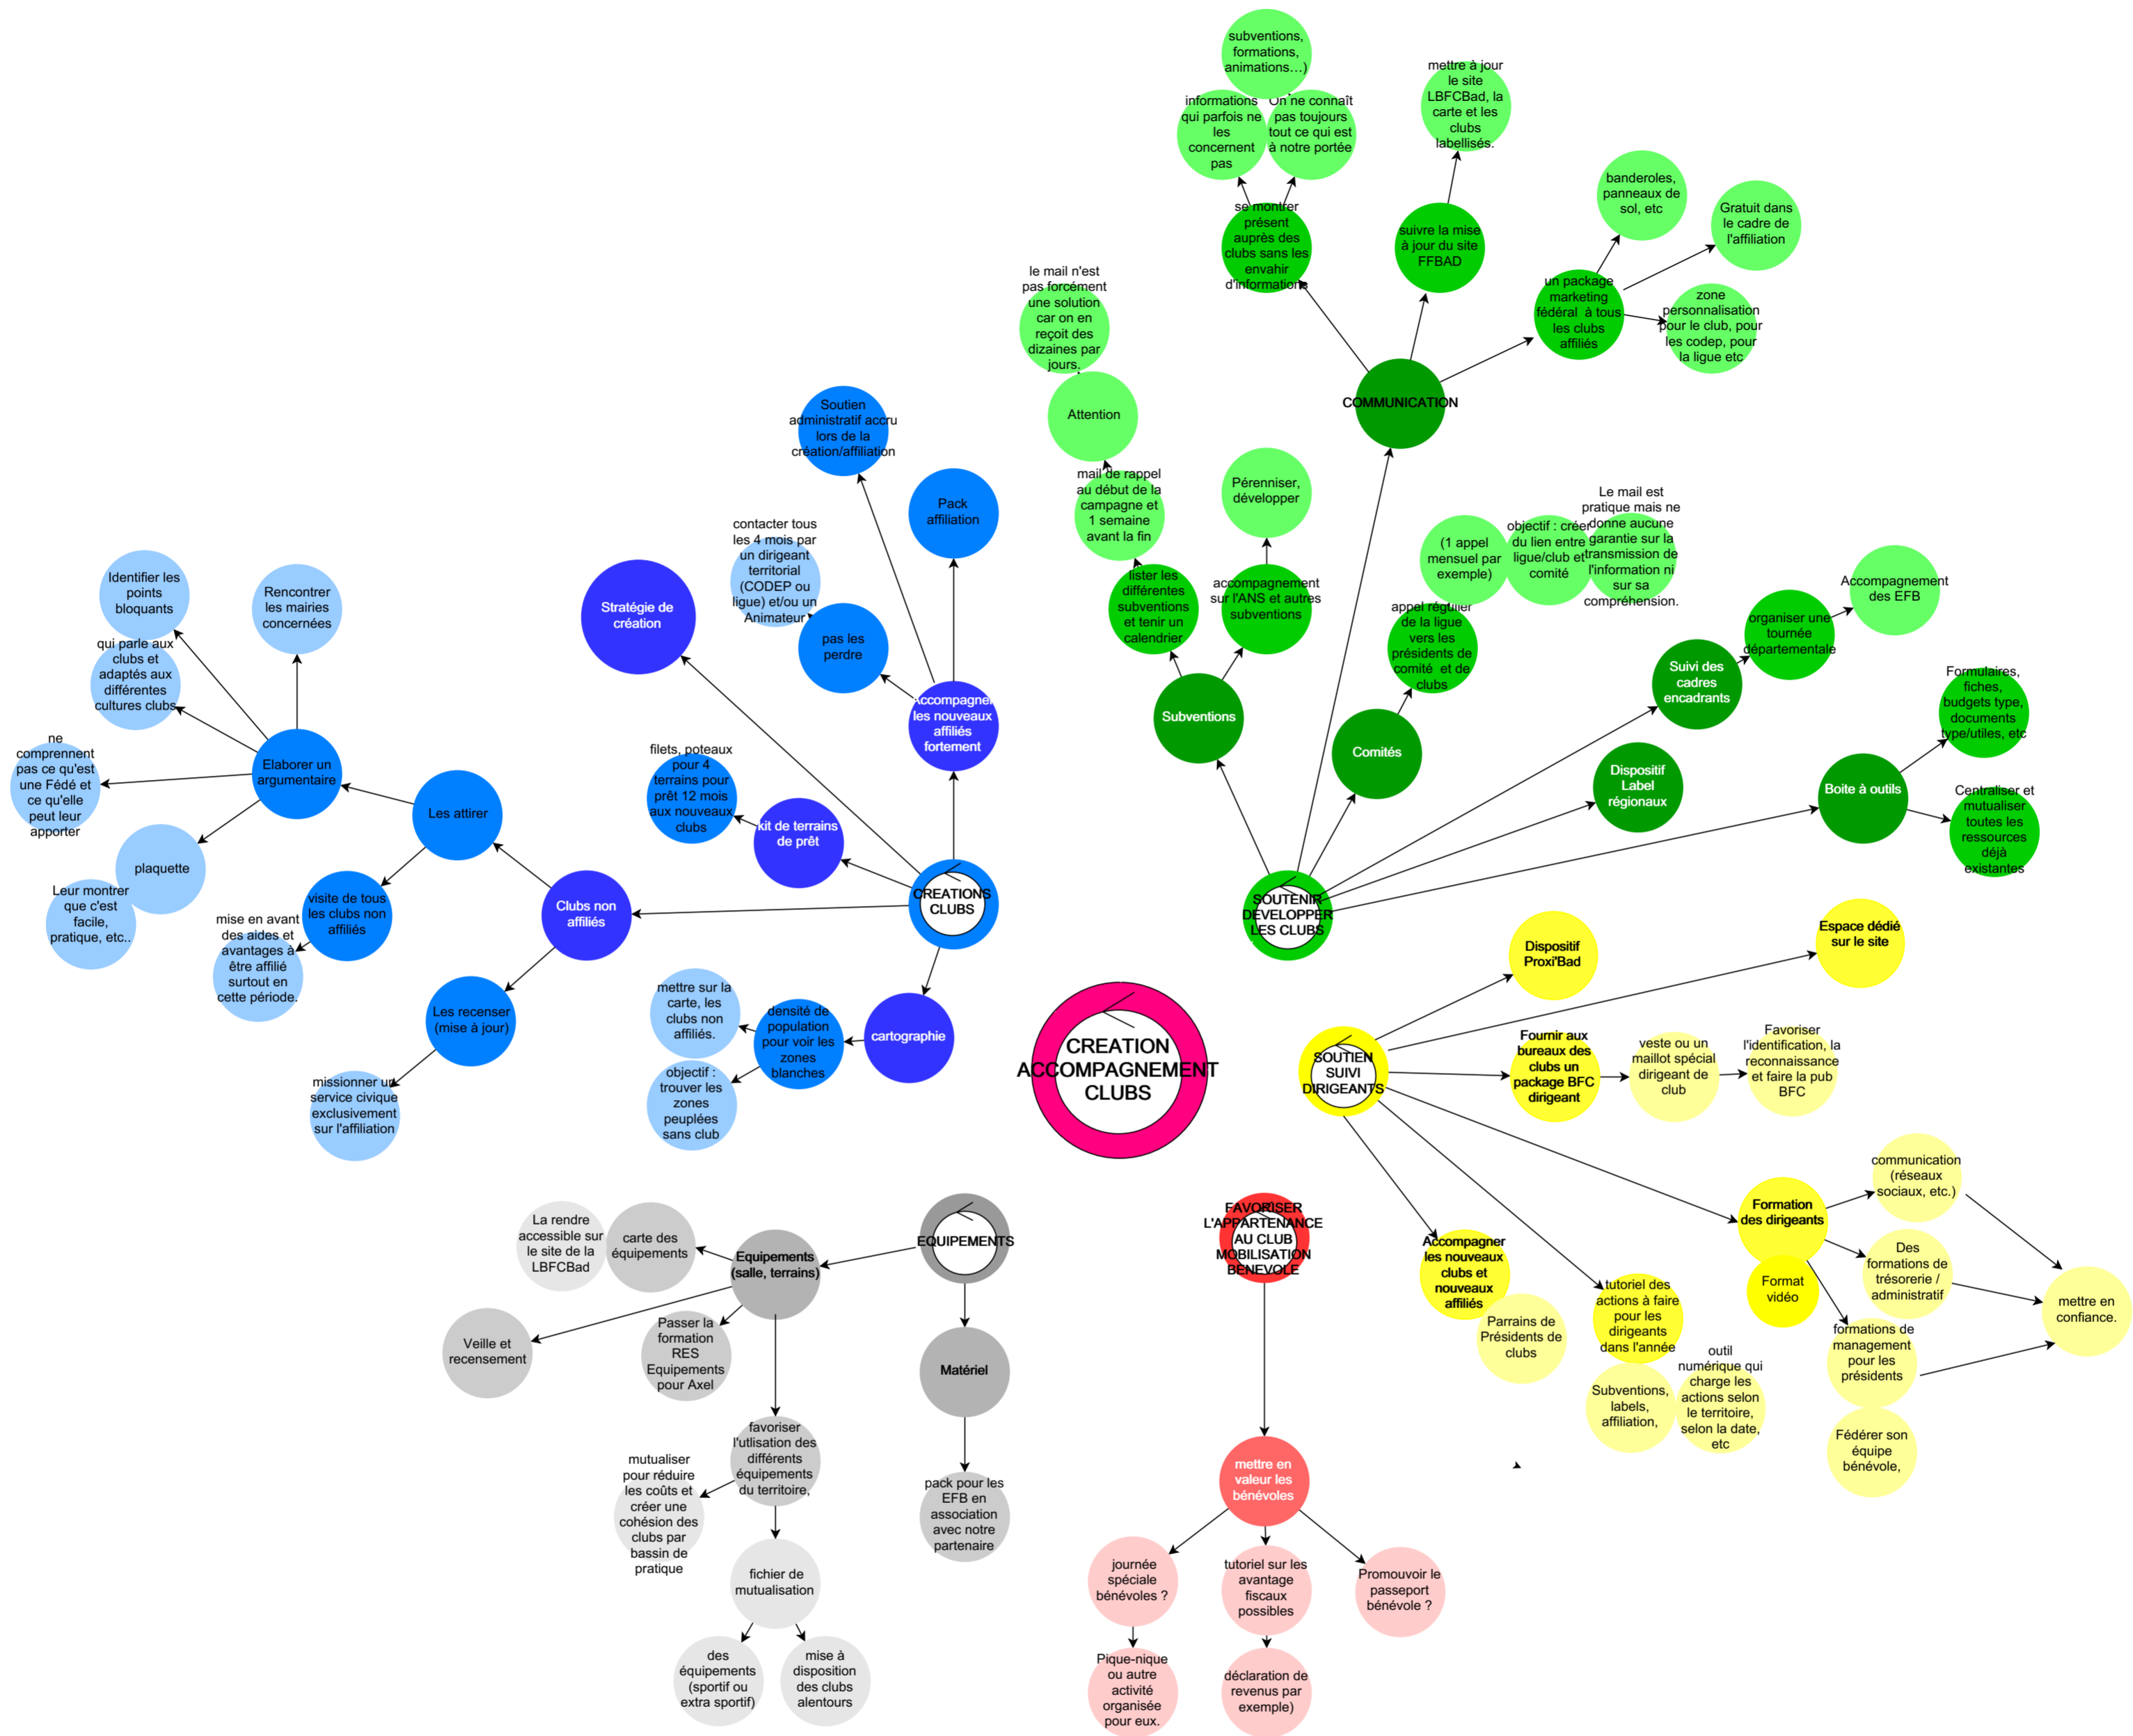 subventions,
formations,
animations…)
informations
qui parfois ne
les
concernent
pas
On ne connaît
pas toujours
tout ce qui est
à notre portée
mettre à jour
le site
LBFCBad, la
carte et les
clubs
labellisés.
banderoles,
panneaux de
sol, etc
Gratuit dans
le cadre de
l'affiliation
se montrer
présent
auprès des
clubs sans les
envahir
d'informations
suivre la mise
à jour du site
FFBAD
un package
marketing
fédéral à tous
les clubs
affiliés
zone
personnalisation
pour le club, pour
les codep, pour
la ligue etc
le mail n'est
pas forcément
une solution
car on en
reçoit des
dizaines par
jours.
Attention
COMMUNICATION
Soutien
administratif accru
lors de la
création/affiliation
Pack
affiliation
mail de rappel
au début de la
campagne et
1 semaine
avant la fin
Pérenniser,
développer
(1 appel
mensuel par
exemple)
objectif : créer
du lien entre
ligue/club et
comité
Le mail est
pratique mais ne
donne aucune
garantie sur la
transmission de
l'information ni
sur sa
compréhension.
contacter tous
les 4 mois par
un dirigeant
territorial
(CODEP ou
ligue) et/ou un
Animateur
Identifier les
points
bloquants
Rencontrer
les mairies
concernées
Stratégie de
création
pas les
perdre
lister les
différentes
subventions
et tenir un
calendrier
accompagnement
sur l'ANS et autres
subventions
appel régulier
de la ligue
vers les
présidents de
comité et de
clubs
Accompagnement
des EFB
organiser une
tournée
départementale
Suivi des
cadres
encadrants
qui parle aux
clubs et
adaptés aux
différentes
cultures clubs
Accompagner
les nouveaux
affiliés
fortement
Subventions
Comités
Dispositif
Label
régionaux
Formulaires,
fiches,
budgets type,
documents
type/utiles, etc
Boite à outils
Centraliser et
mutualiser
toutes les
ressources
déjà
existantes
ne
comprennent
pas ce qu'est
une Fédé et
ce qu'elle
peut leur
apporter
Elaborer un
argumentaire
Les attirer
filets, poteaux
pour 4
terrains pour
prêt 12 mois
aux nouveaux
clubs
kit de terrains
de prêt
plaquette
Leur montrer
que c'est
facile,
pratique, etc..
visite de tous
les clubs non
affiliés
mise en avant
des aides et
avantages à
être affilié
surtout en
cette période.
Clubs non
affiliés
CREATIONS
CLUBS
SOUTENIR
DEVELOPPER
LES CLUBS
Dispositif
Proxi'Bad
Espace dédié
sur le site
Les recenser
(mise à jour)
missionner un
service civique
exclusivement
sur l'affiliation
mettre sur la
carte, les
clubs non
affiliés.
densité de
population
pour voir les
zones
blanches
cartographie
objectif :
trouver les
zones
peuplées
sans club
CREATION
ACCOMPAGNEMENT
CLUBS
SOUTIEN
SUIVI
DIRIGEANTS
Fournir aux
bureaux des
clubs un
package BFC
dirigeant
veste ou un
maillot spécial
dirigeant de
club
Favoriser
l'identification, la
reconnaissance
et faire la pub
BFC
communication
(réseaux
sociaux, etc.)
Formation
des dirigeants
Format
vidéo
Des
formations de
trésorerie /
administratif
mettre en
confiance.
formations de
management
pour les
présidents
Fédérer son
équipe
bénévole,
La rendre
accessible sur
le site de la
LBFCBad
carte des
équipements
Equipements
(salle, terrains)
EQUIPEMENTS
FAVORISER
L'APPARTENANCE
AU CLUB
MOBILISATION
BENEVOLE
Accompagner
les nouveaux
clubs et
nouveaux
affiliés
Parrains de
Présidents de
clubs
tutoriel des
actions à faire
pour les
dirigeants
dans l'année
Subventions,
labels,
affiliation,
outil
numérique qui
charge les
actions selon
le territoire,
selon la date,
etc
Veille et
recensement
Passer la
formation
RES
Equipements
pour Axel
Matériel
favoriser
l'utlisation des
différents
équipements
du territoire,
mutualiser
pour réduire
les coûts et
créer une
cohésion des
clubs par
bassin de
pratique
pack pour les
EFB en
association
avec notre
partenaire
mettre en
valeur les
bénévoles
fichier de
mutualisation
journée
spéciale
bénévoles ?
tutoriel sur les
avantage
fiscaux
possibles
Promouvoir le
passeport
bénévole ?
des
équipements
(sportif ou
extra sportif)
mise à
disposition
des clubs
alentours
Pique-nique
ou autre
activité
organisée
pour eux.
déclaration de
revenus par
exemple)